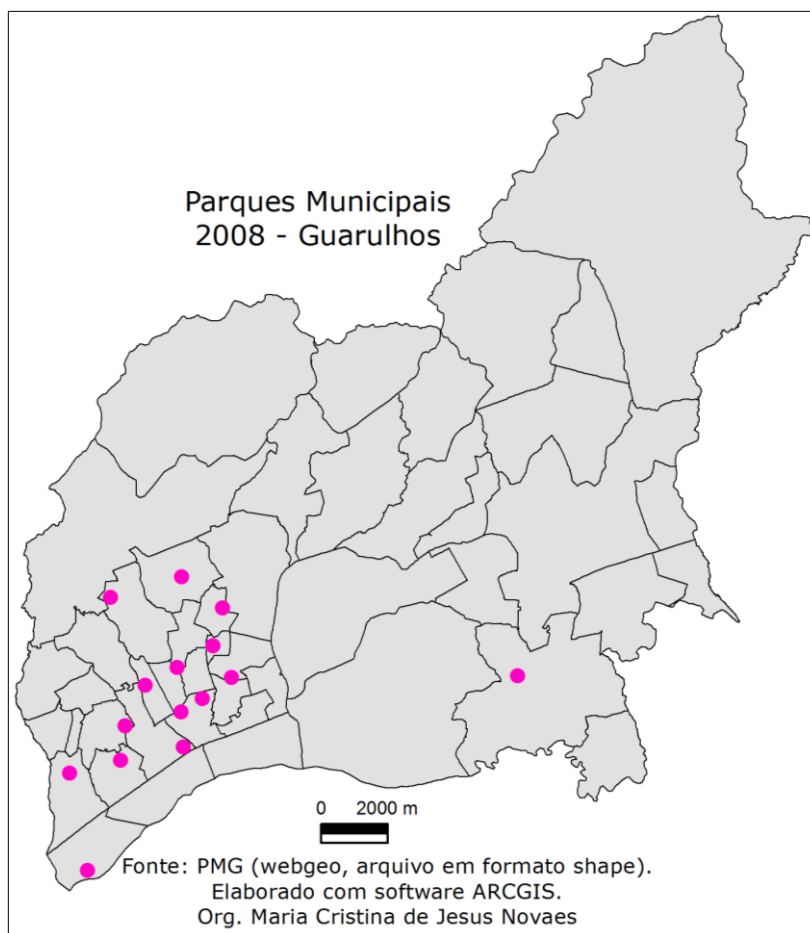 Parques Municipais
2008 - Guarulhos
0 2000 m
Fonte: PMG (webgeo, arquivo em formato shape).
Elaborado com software ARCGIS.
Org. Maria Cristina de Jesus Novaes